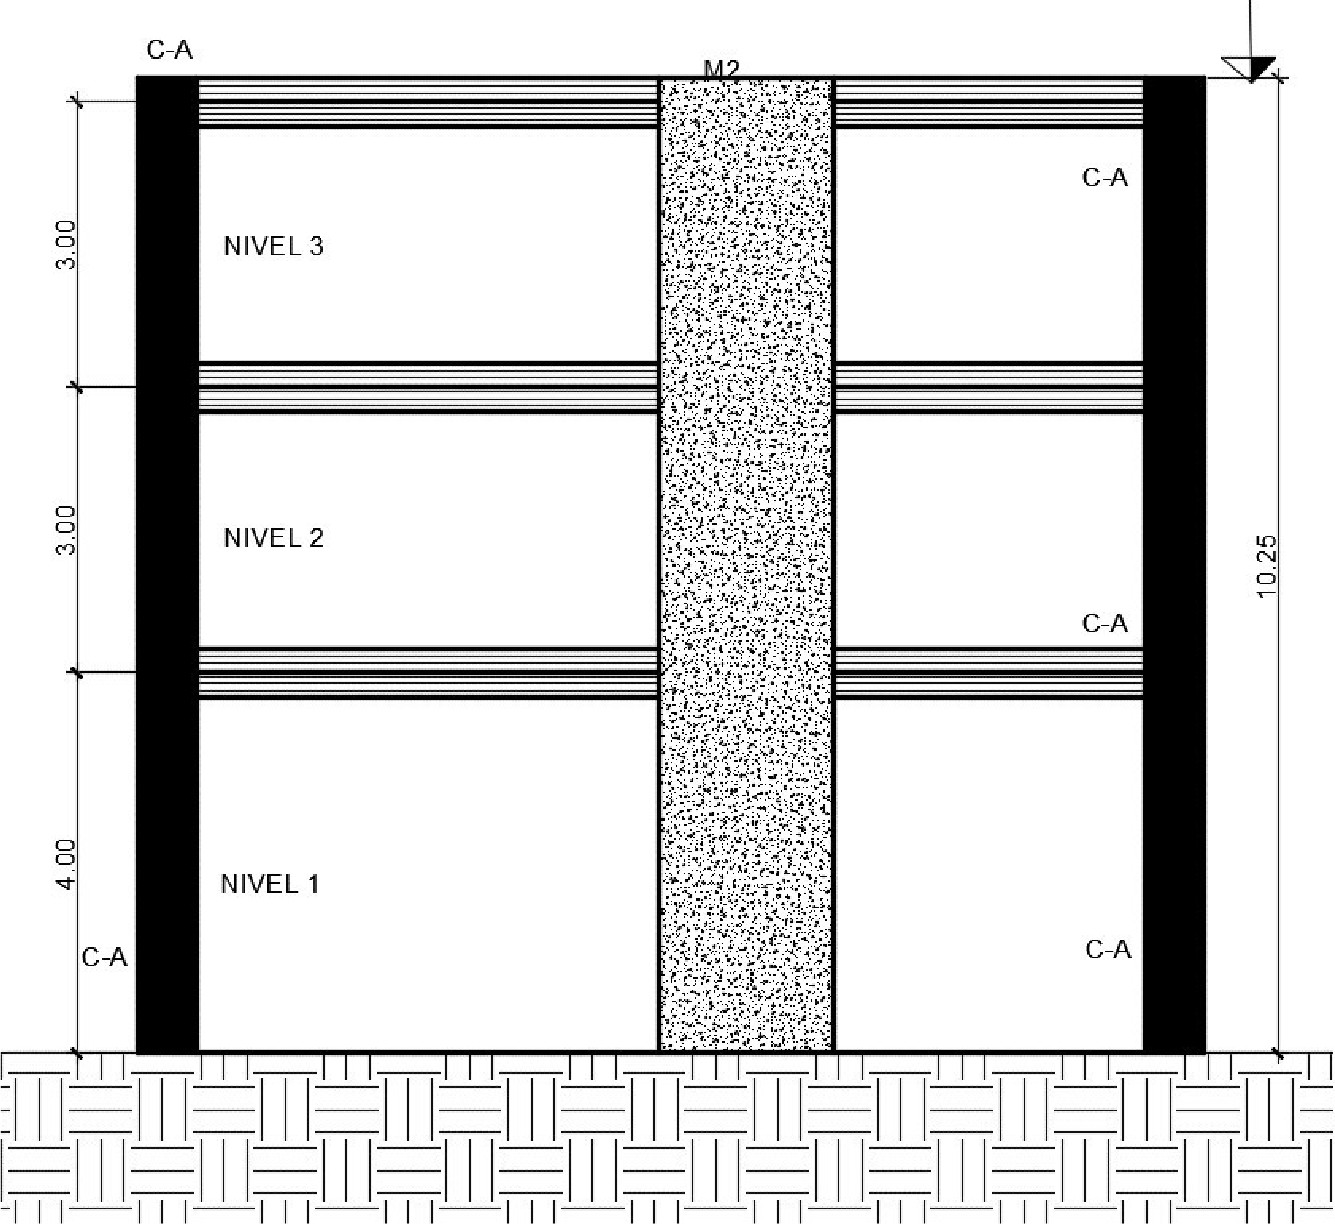 C-A
M2
C-A
3.00
NIVEL 3
NIVEL 2
3.00
10.25
C-A
4.00
NIVEL 1
C-A
C-A